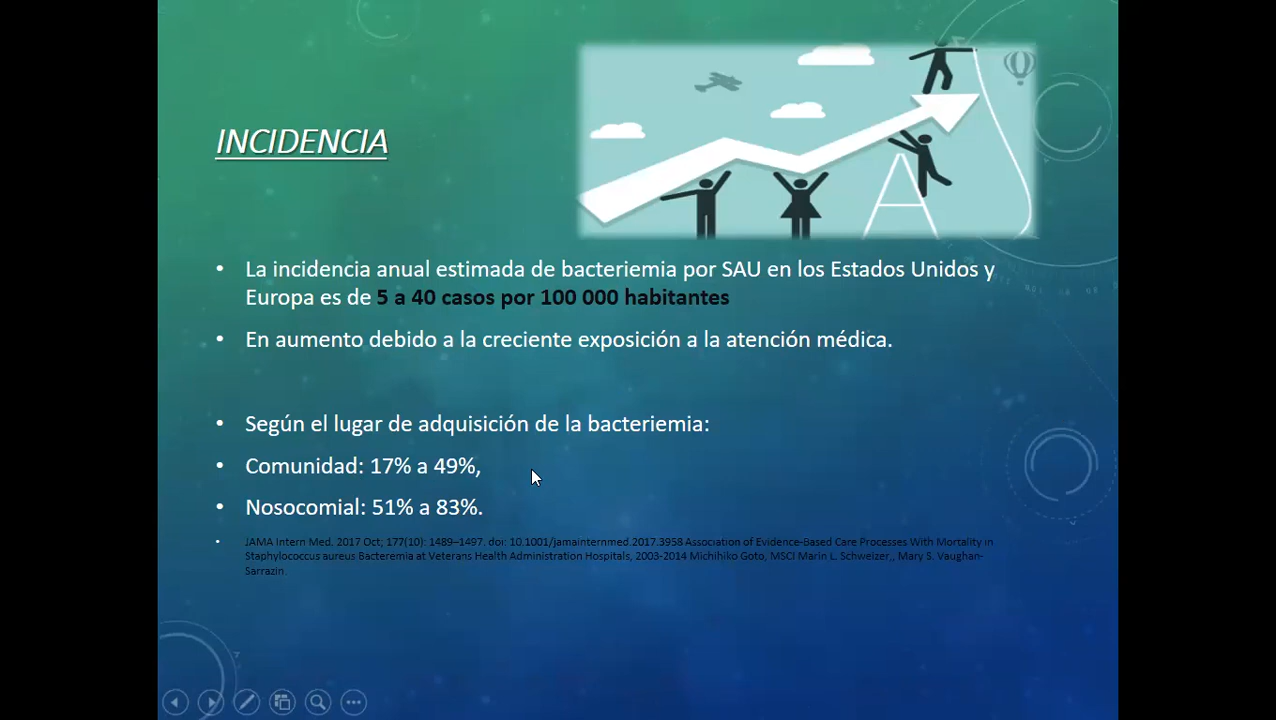 INCIDENCIA
• La incidencia anual estimada de bacteriemia por SAU en los Estados Unidos y
Europa es de 5 a 40 casos por 100 000 habitantes
• En aumento debido a la creciente exposición a la atención médica.
• Según el lugar de adquisición de la bacteriemia:
• Comunidad: 17% a 49%,
• Nosocomial: 51% a 83%.
• JAMA Intern Med. 2017 Oct; 177(10): 1489–1497. doi: 10.1001/jamainternmed.2017.3958 Association of Evidence-Based Care Processes With Mortality in
Staphylococcus aureus Bacteremia at Veterans Health Administration Hospitals, 2003-2014 Michihiko Goto, MSCI Marin L. Schweizer,, Mary S. Vaughan-
Sarrazin